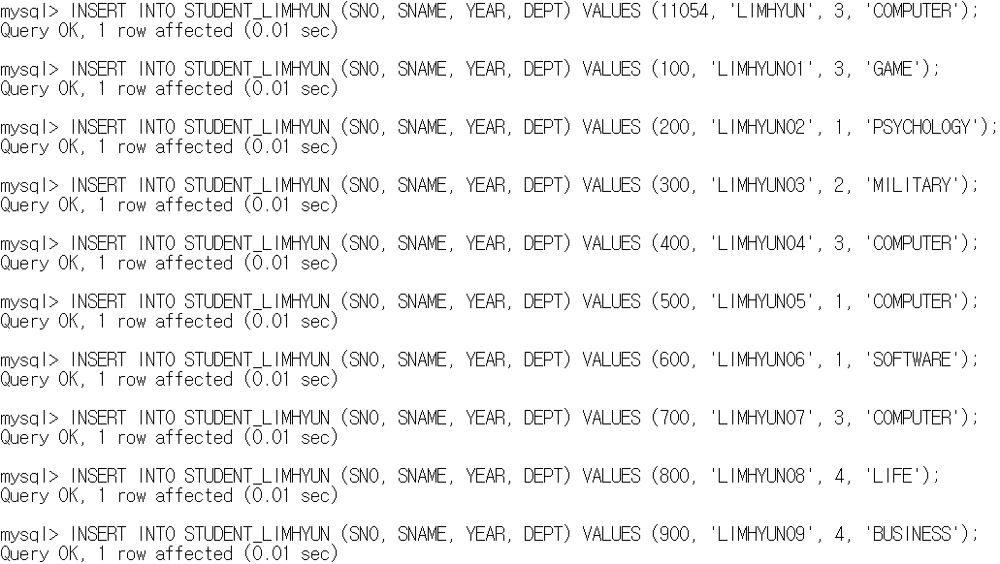 mysql> INSERT INTO STUDENT_LIMHYUN (SNO, SNAME, YEAR, DEPT) VALUES (11054, 'LIMHYUN', 3, 'COMPUTER');
Query OK, 1 row affected (0.01 sec)
mysql> INSERT INTO STUDENT_LIMHYUN (SNO, SNAME, YEAR, DEPT) VALUES (100, 'LIMHYUN01', 3, 'GAME');
Query OK, 1 row affected (0.01 sec)
mysql> INSERT INTO STUDENT_LIMHYUN (SNO, SNAME, YEAR, DEPT) VALUES (200, 'LIMHYUN02', 1, 'PSYCHOLOGY');
Query OK, 1 row affected (0.01 sec)
mysql> INSERT INTO STUDENT_LIMHYUN (SNO, SNAME, YEAR, DEPT) VALUES (300, 'LIMHYUN03', 2, 'MILITARY');
Query OK, 1 row affected (0.01 sec)
mysql> INSERT INTO STUDENT_LIMHYUN (SNO, SNAME, YEAR, DEPT) VALUES (400, 'LIMHYUN04', 3, 'COMPUTER');
Query OK, 1 row affected (0.01 sec)
mysql> INSERT INTO STUDENT_LIMHYUN (SNO, SNAME, YEAR, DEPT) VALUES (500, 'LIMHYUN05', 1, 'COMPUTER');
Query OK, 1 row affected (0.01 sec)
mysql> INSERT INTO STUDENT_LIMHYUN (SNO, SNAME, YEAR, DEPT) VALUES (600, 'LIMHYUN06', 1, 'SOFTWARE');
Query OK, 1 row affected (0.01 sec)
mysql> INSERT INTO STUDENT_LIMHYUN (SNO, SNAME, YEAR, DEPT) VALUES (700, 'LIMHYUN07', 3, 'COMPUTER');
Query OK, 1 row affected (0.01 sec)
mysql> INSERT INTO STUDENT_LIMHYUN (SNO, SNAME, YEAR, DEPT) VALUES (800, 'LIMHYUN08', 4, 'LIFE');
Query OK, 1 row affected (0.01 sec)
mysql> INSERT INTO STUDENT_LIMHYUN (SNO, SNAME, YEAR, DEPT) VALUES (900, 'LIMHYUN09', 4, 'BUSINESS');
Query OK, 1 row affected (0.01 sec)